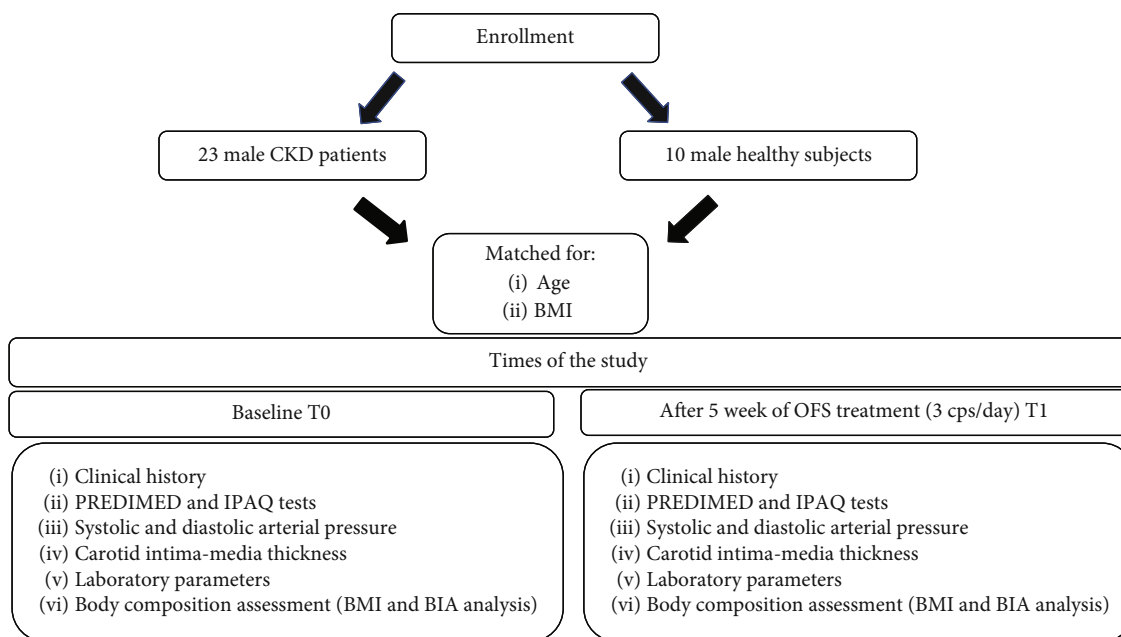 Enrollment
23 male CKD patients
10 male healthy subjects
Matched for:
(i) Age
(ii) BMI
Times of the study
Baseline T0
After 5 week of OFS treatment (3 cps/day) T1
(i) Clinical history
(ii) PREDIMED and IPAQ tests
(iii) Systolic and diastolic arterial pressure
(iv) Carotid intima-media thickness
(v) Laboratory parameters
(vi) Body composition assessment (BMI and BIA analysis)
(i) Clinical history
(ii) PREDIMED and IPAQ tests
(iii) Systolic and diastolic arterial pressure
(iv) Carotid intima-media thickness
(v) Laboratory parameters
(vi) Body composition assessment (BMI and BIA analysis)